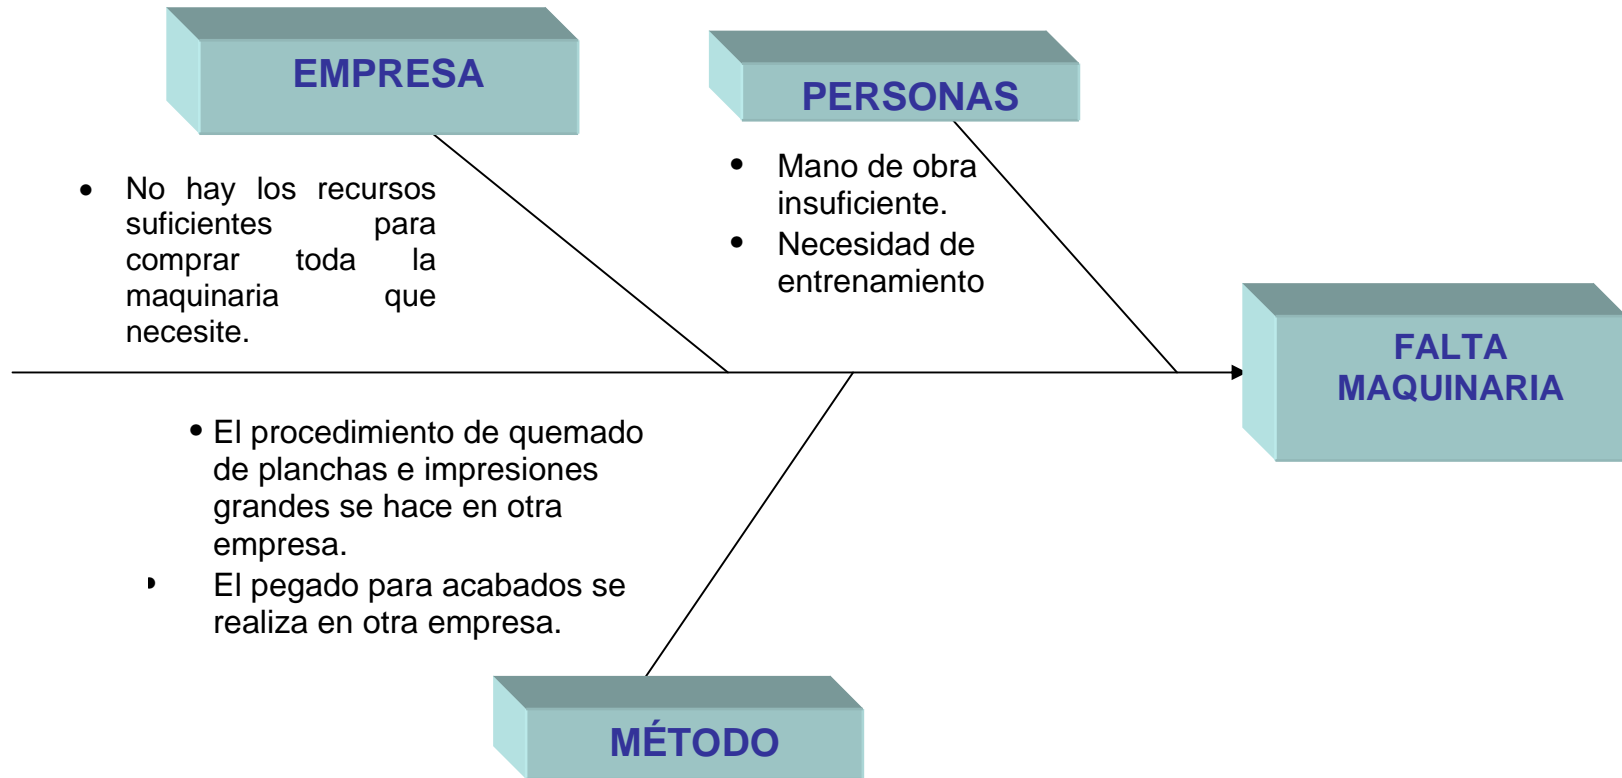 EMPRESA
PERSONAS
• No hay los recursos
suficientes para
comprar toda la
maquinaria que
necesite.
• Mano de obra
insuficiente.
• Necesidad de
entrenamiento
FALTA
MAQUINARIA
• El procedimiento de quemado
de planchas e impresiones
grandes se hace en otra
empresa.
• El pegado para acabados se
realiza en otra empresa.
MÉTODO